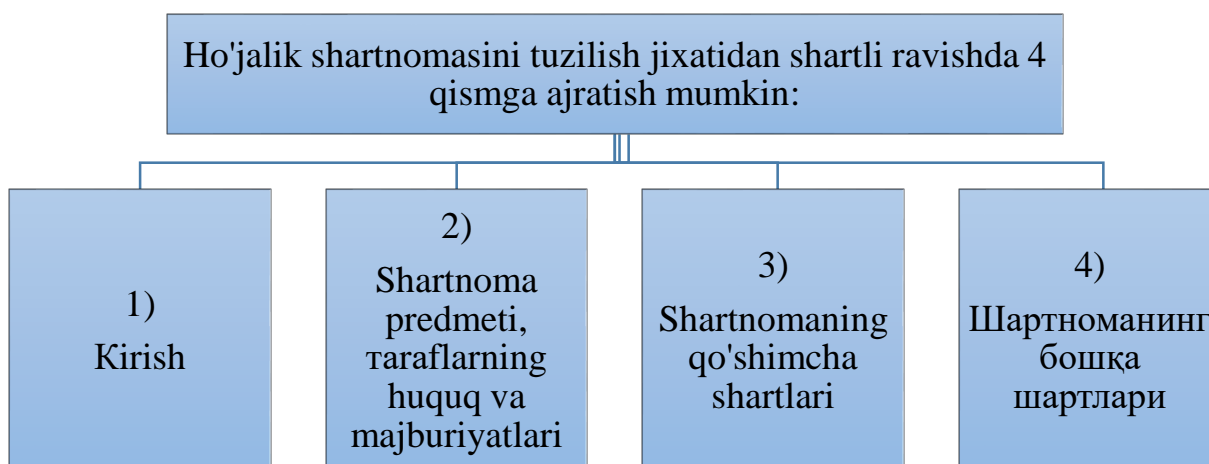 Ho'jalik shartnomasini tuzilish jixatidan shartli ravishda 4
qismga ajratish mumkin:
1)
Kirish
2)
Shartnoma
predmeti,
тaraflarning
huquq va
majburiyatlari
3)
Shartnomaning
qo'shimcha
shartlari
4)
Шартноманинг
бошқа
шартлари